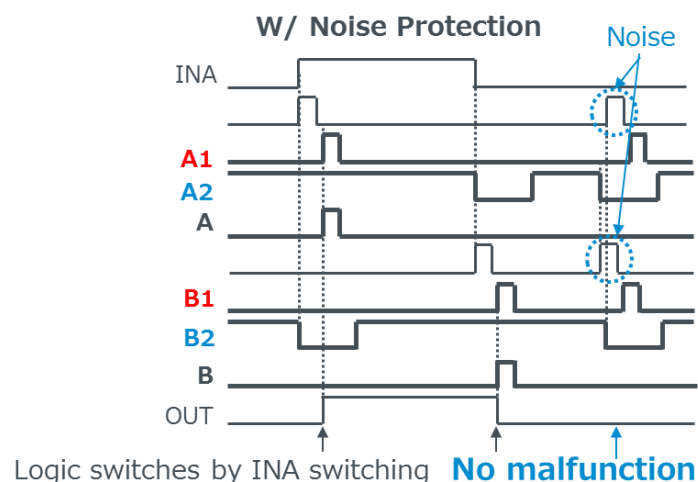 W/ Noise Protection
Noise
INA
A1
A2
A
B1
B2
B
OUT
Logic switches by INA switching
No malfunction